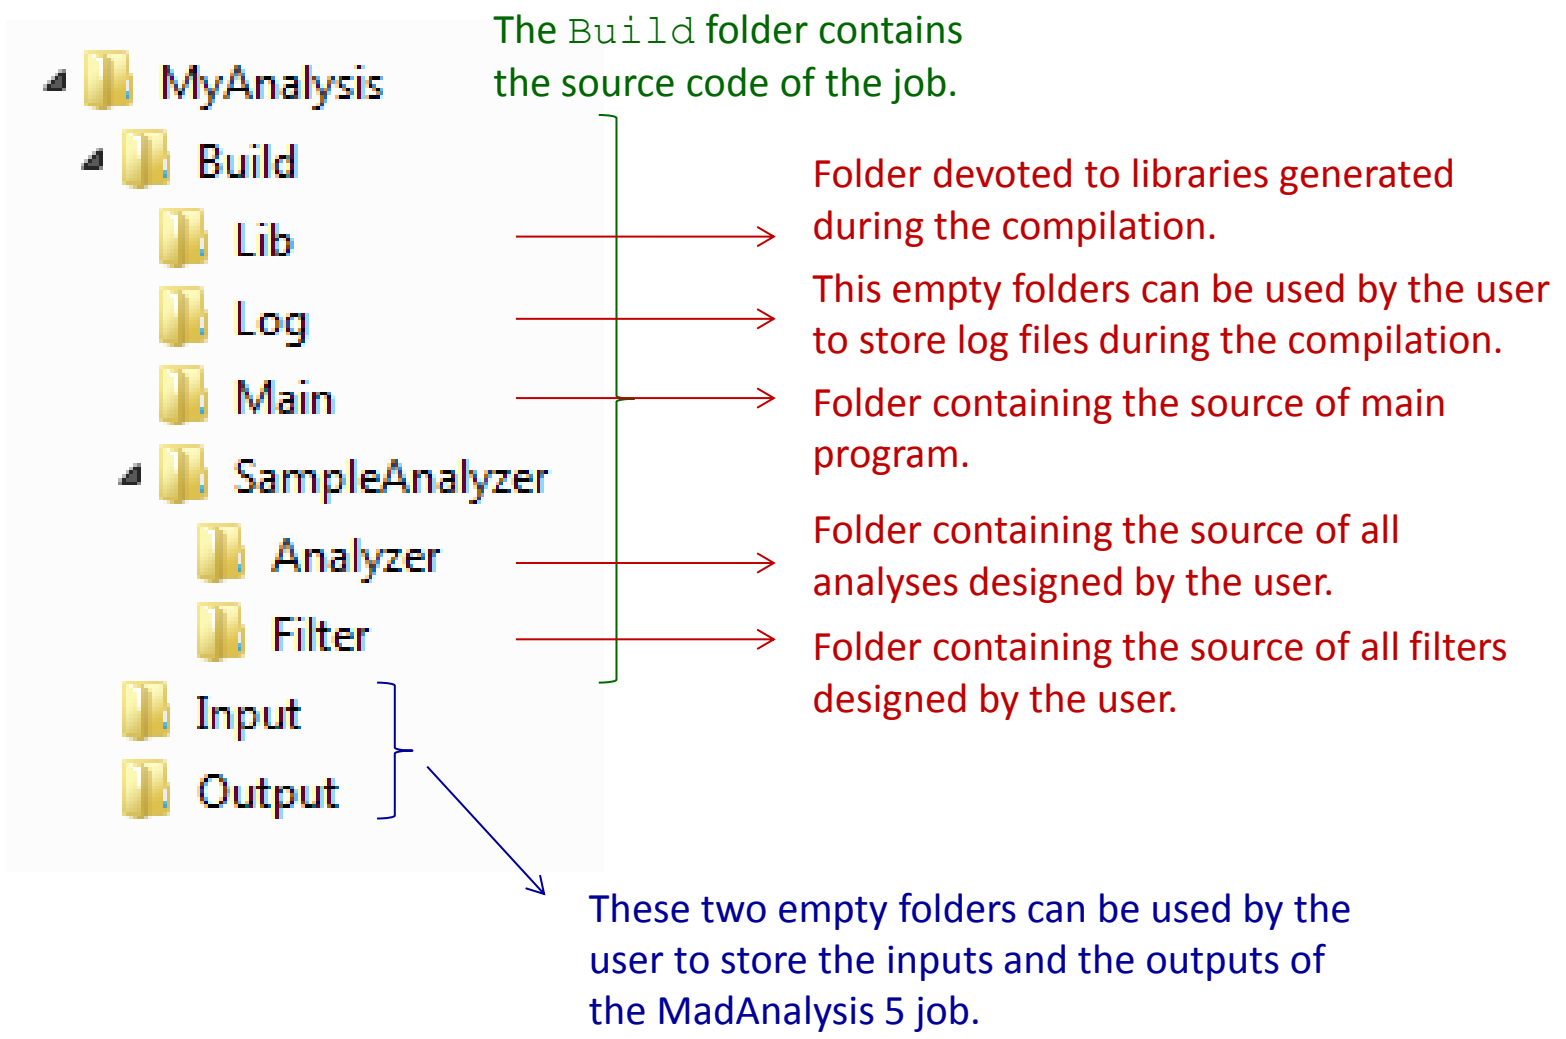 The Build folder contains
the source code of the job.
MyAnalysis
Build
Folder devoted to libraries generated
during the compilation.
Lib
This empty folders can be used by the user
to store log files during the compilation.
Log
Main
Folder containing the source of main
program.
SampleAnalyzer
Folder containing the source of all
analyses designed by the user.
Analyzer
Filter
Folder containing the source of all filters
designed by the user.
Input
Output
These two empty folders can be used by the
user to store the inputs and the outputs of
the MadAnalysis 5 job.